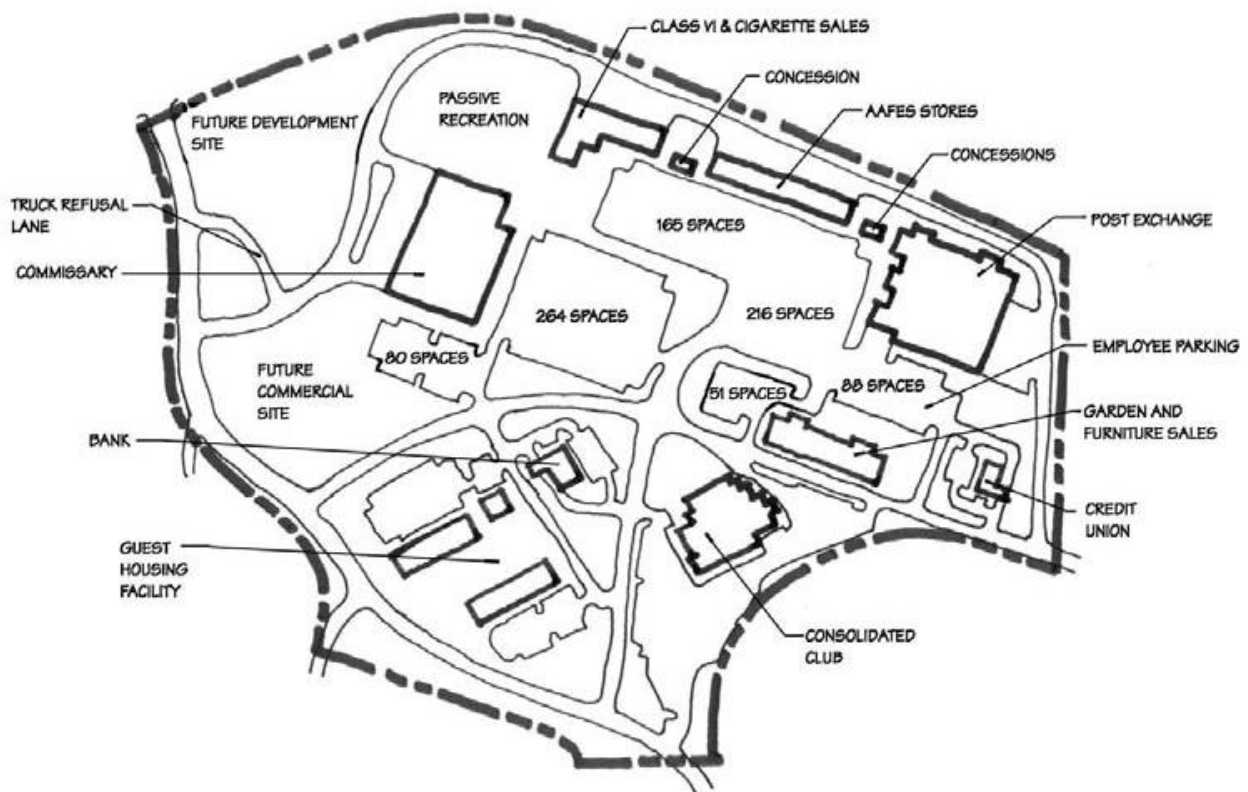 CLASS VI & CIGARETTE SALES
CONCESSION
PASSIVE
RECREATION
AAFES STORES
FUTURE DEVELOPMENT
SITE
CONCESSIONS
TRUCK REFUSAL
LANE
165 SPACES
POST EXCHANGE
COMMISSARY
264 SPACES
216 SPACES
EMPLOYEE PARKING
80 SPACES
FUTURE
COMMERCIAL
SITE
51 SPACES
88 SPACES
GARDEN AND
FURNITURE SALES
BANK
CREDIT
UNION
GUEST
HOUSING
FACILITY
CONSOLIDATED
CLUB